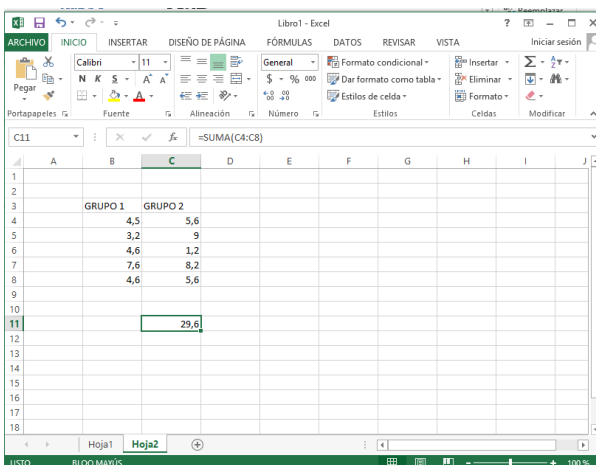 Reemplazar
Libro1 - Excel
ARCHIVO INICIO INSERTAR DISEÑO DE PÁGINA FÓRMULAS DATOS REVISAR VISTA Iniciar sesión
Calibri 11 General Formato condicional Insertar
Pegar N K S $ - % 000 Dar formato como tabla Eliminar
Estilos de celda Formato
Portapapeles Fuente Alineación Número Estilos Celdas Modificar
C11 fx =SUMA(C4:C8)
A B C D E F G H I J
1
2
3 GRUPO 1 GRUPO 2
4 4,5 5,6
5 3,2 9
6 4,6 1,2
7 7,6 8,2
8 4,6 5,6
9
10
11 29,6
12
13
14
15
16
17
18
Hoja1 Hoja2
LISTO BLOQ MAYÚS 100 %